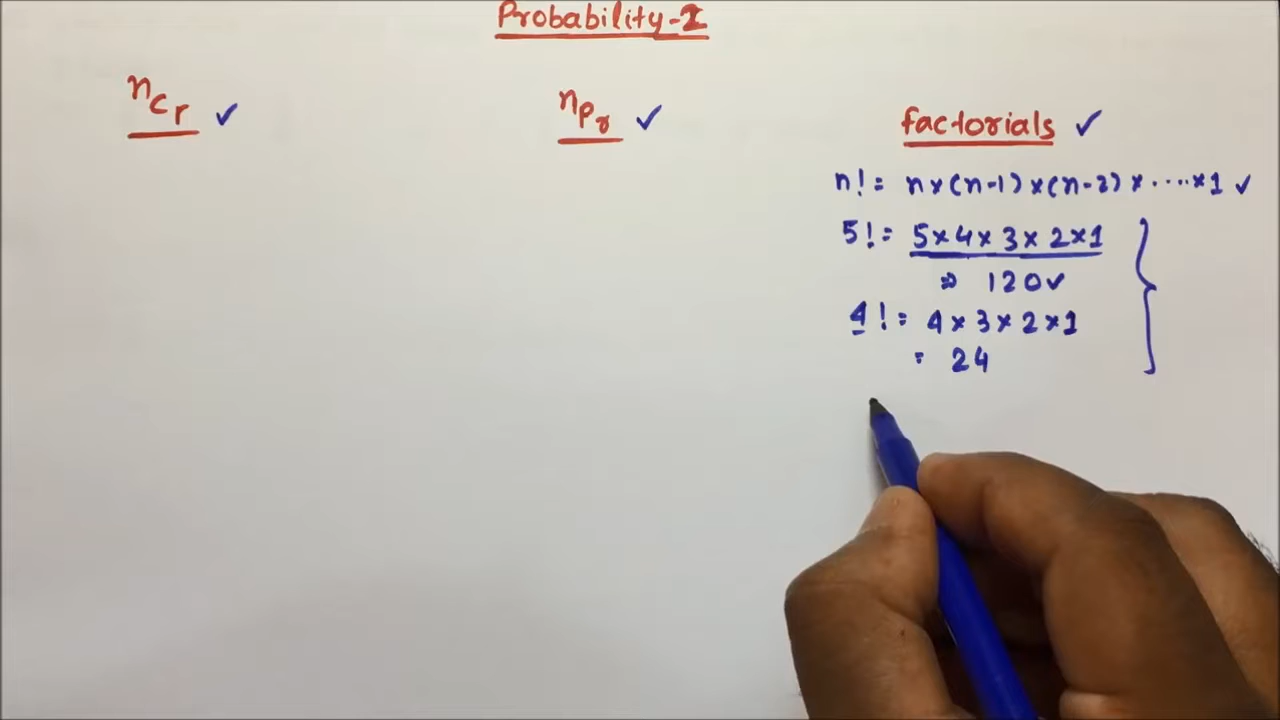 Probability-I
nCr ✓
nPr ✓
factorials ✓
n! = n×(n-1)×(n-2)×.....×1 ✓
5! = 5×4×3×2×1
⇒ 120✓
4! = 4×3×2×1
= 24